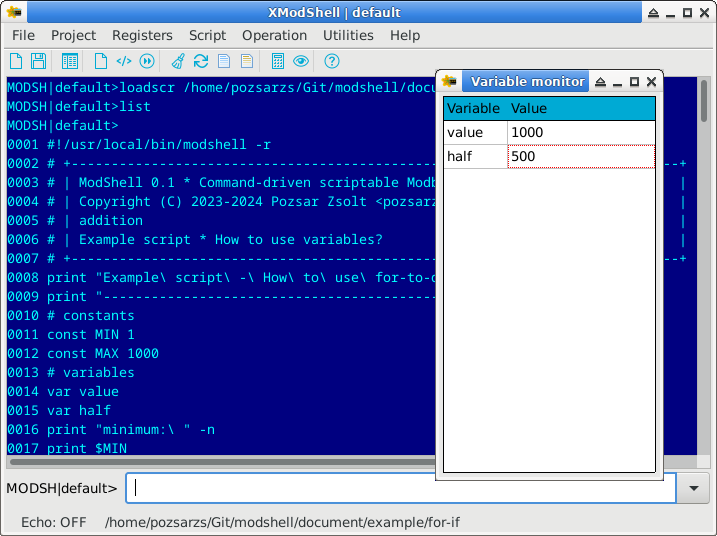 XModShell | default
File Project Registers Script Operation Utilities Help
MODSH|default>loadscr /home/pozsarzs/Git/modshell/docu
MODSH|default>list
MODSH|default>
0001 #!/usr/local/bin/modshell -r
0002 # +--------------------------------------------------------------------------+
0003 # | ModShell 0.1 * Command-driven scriptable Modb |
0004 # | Copyright (C) 2023-2024 Pozsar Zsolt <pozsarz |
0005 # | addition |
0006 # | Example script * How to use variables? |
0007 # +--------------------------------------------------------------------------+
0008 print "Example\ script\ -\ How\ to\ use\ for-to-d
0009 print "-----------------------------------------
0010 # constants
0011 const MIN 1
0012 const MAX 1000
0013 # variables
0014 var value
0015 var half
0016 print "minimum:\ " -n
0017 print $MIN
Variable monitor
Variable Value
value 1000
half 500
MODSH|default>
Echo: OFF /home/pozsarzs/Git/modshell/document/example/for-if